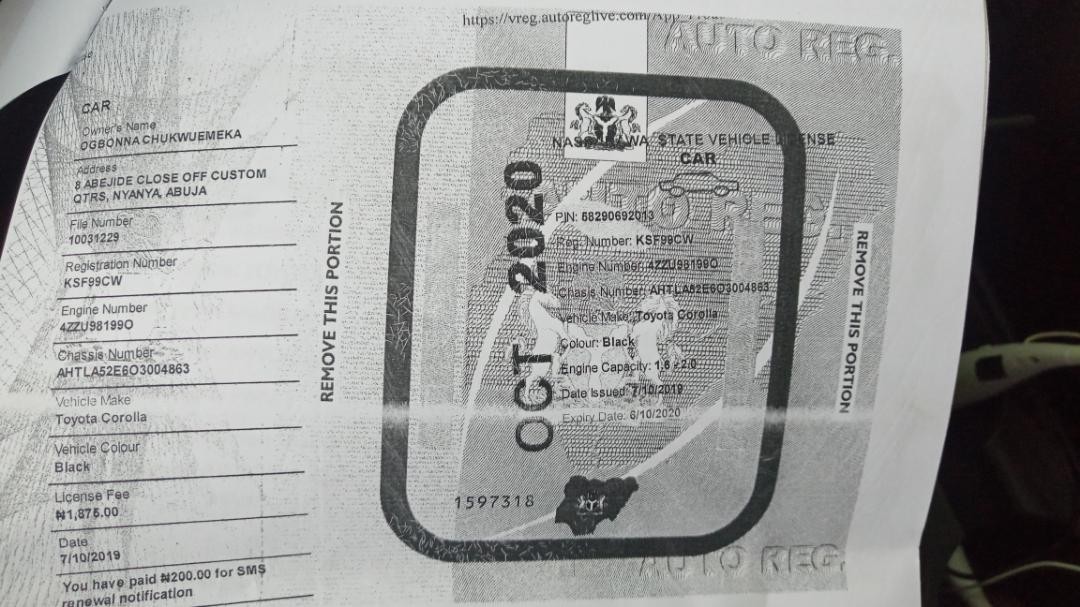 https://vreg.autoreglive.com/App
CAR
Owner's Name
OGBONNA CHUKWUEMEKA
Address
8 ABEJIDE CLOSE OFF CUSTOM
QTRS, NYANYA, ABUJA
File Number
10031229
Registration Number
KSF99CW
Engine Number
4ZZU98199O
Chassis Number
AHTLA52E6O3004863
Vehicle Make
Toyota Corolla
Vehicle Colour
Black
License Fee
₦1,875.00
Date
7/10/2019
You have paid ₦200.00 for SMS
renewal notification
REMOVE THIS PORTION
OCT 2020
AUTO REG.
NASSARAWA STATE VEHICLE LICENSE
CAR
AUTO REG
PIN: 58290692013
Reg. Number: KSF99CW
Engine Number: 4ZZU98199O
Chasis Number: AHTLA52E6O3004863
Vehicle Make: Toyota Corolla
Colour: Black
Engine Capacity: 1.6 - 2.0
Date Issued: 7/10/2019
Expiry Date: 6/10/2020
1597318
AUTO REG.
REMOVE THIS PORTION